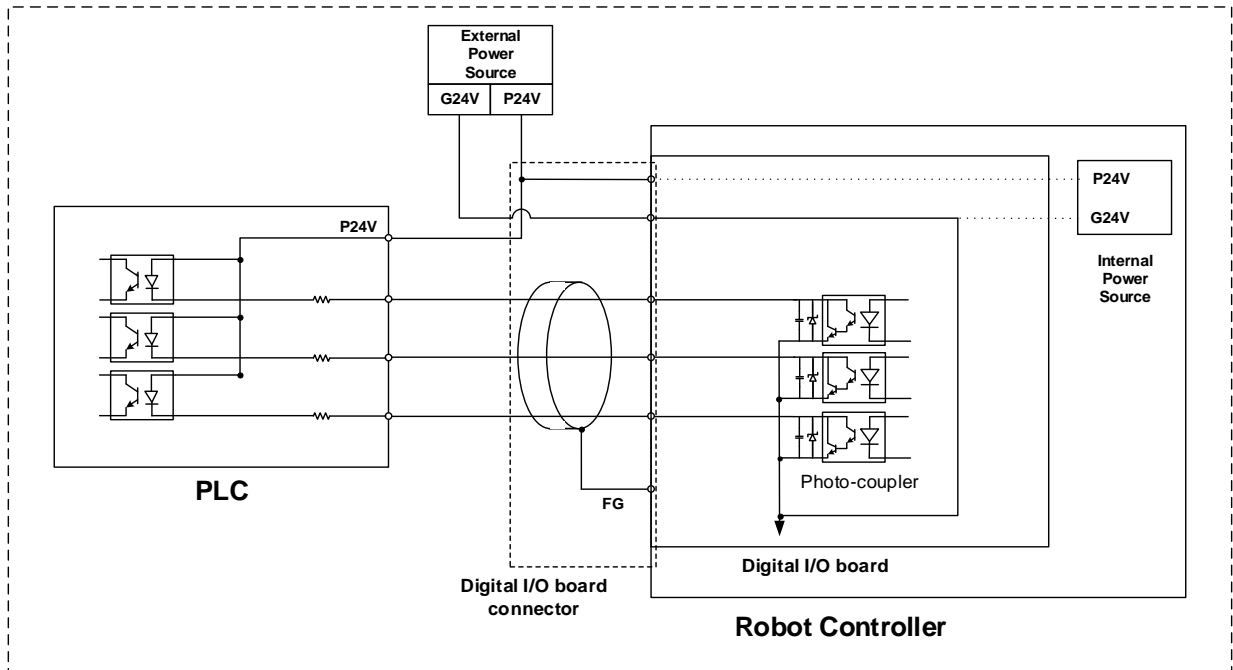 External
Power
Source
G24V P24V
P24V
G24V
Internal
Power
Source
P24V
PLC
FG
Photo-coupler
Digital I/O board
Digital I/O board
connector
Robot Controller